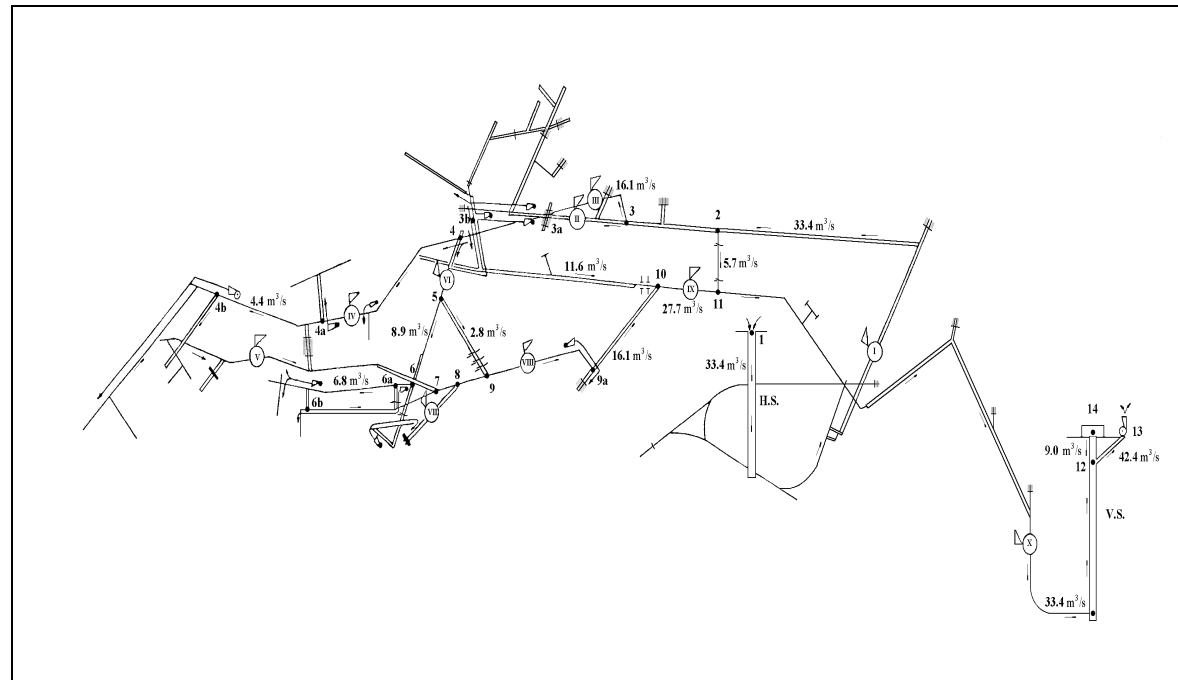 III
16.1 m³/s
3b
II
3
3a
2
33.4 m³/s
4
11.6 m³/s
5.7 m³/s
10
VI
IX
11
27.7 m³/s
4b
4.4 m³/s
5
4a
IV
1
8.9 m³/s
2.8 m³/s
33.4 m³/s
I
V
VIII
16.1 m³/s
6.8 m³/s
6a
6
7
8
9
9a
6b
VII
H.S.
14
13
9.0 m³/s
12
42.4 m³/s
V.S.
X
33.4 m³/s